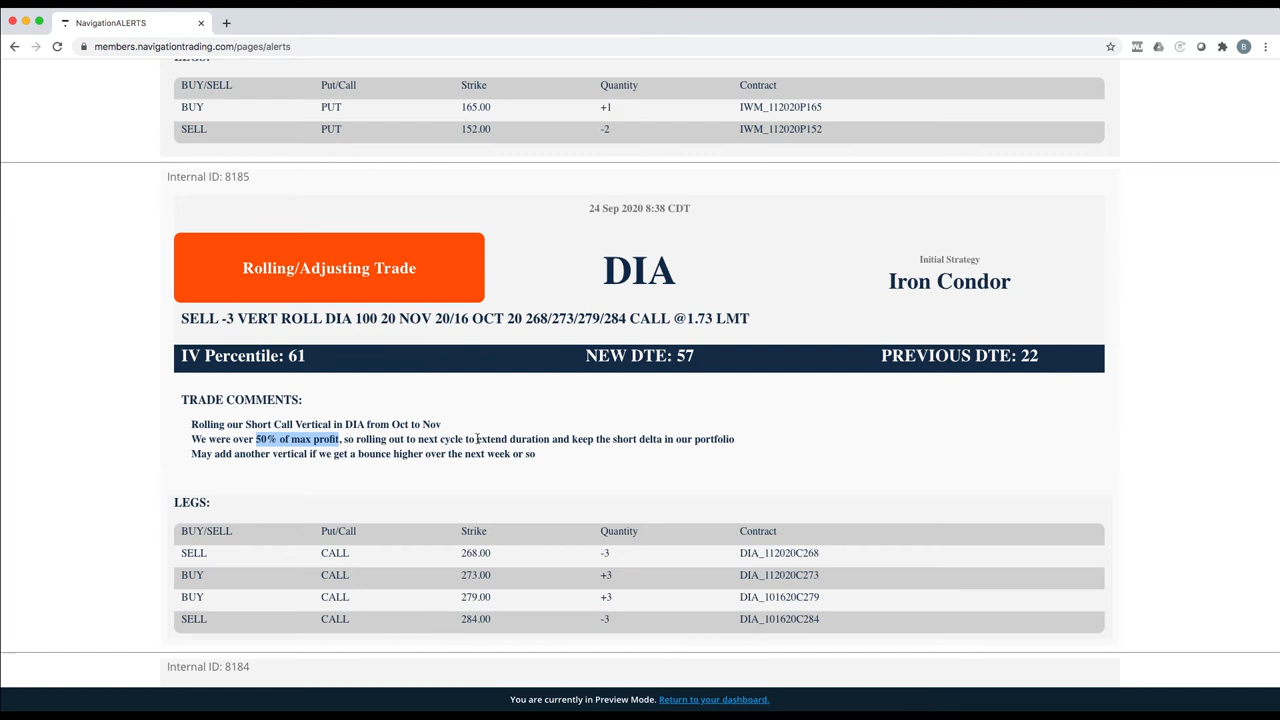 NavigationALERTS
members.navigationtrading.com/pages/alerts
B
BUY/SELL Put/Call Strike Quantity Contract
BUY PUT 165.00 +1 IWM_112020P165
SELL PUT 152.00 -2 IWM_112020P152
Internal ID: 8185
24 Sep 2020 8:38 CDT
Rolling/Adjusting Trade
DIA
Initial Strategy
Iron Condor
SELL -3 VERT ROLL DIA 100 20 NOV 20/16 OCT 20 268/273/279/284 CALL @1.73 LMT
IV Percentile: 61 NEW DTE: 57 PREVIOUS DTE: 22
TRADE COMMENTS:
Rolling our Short Call Vertical in DIA from Oct to Nov
We were over 50% of max profit, so rolling out to next cycle to extend duration and keep the short delta in our portfolio
May add another vertical if we get a bounce higher over the next week or so
LEGS:
BUY/SELL Put/Call Strike Quantity Contract
SELL CALL 268.00 -3 DIA_112020C268
BUY CALL 273.00 +3 DIA_112020C273
BUY CALL 279.00 +3 DIA_101620C279
SELL CALL 284.00 -3 DIA_101620C284
Internal ID: 8184
You are currently in Preview Mode. Return to your dashboard.